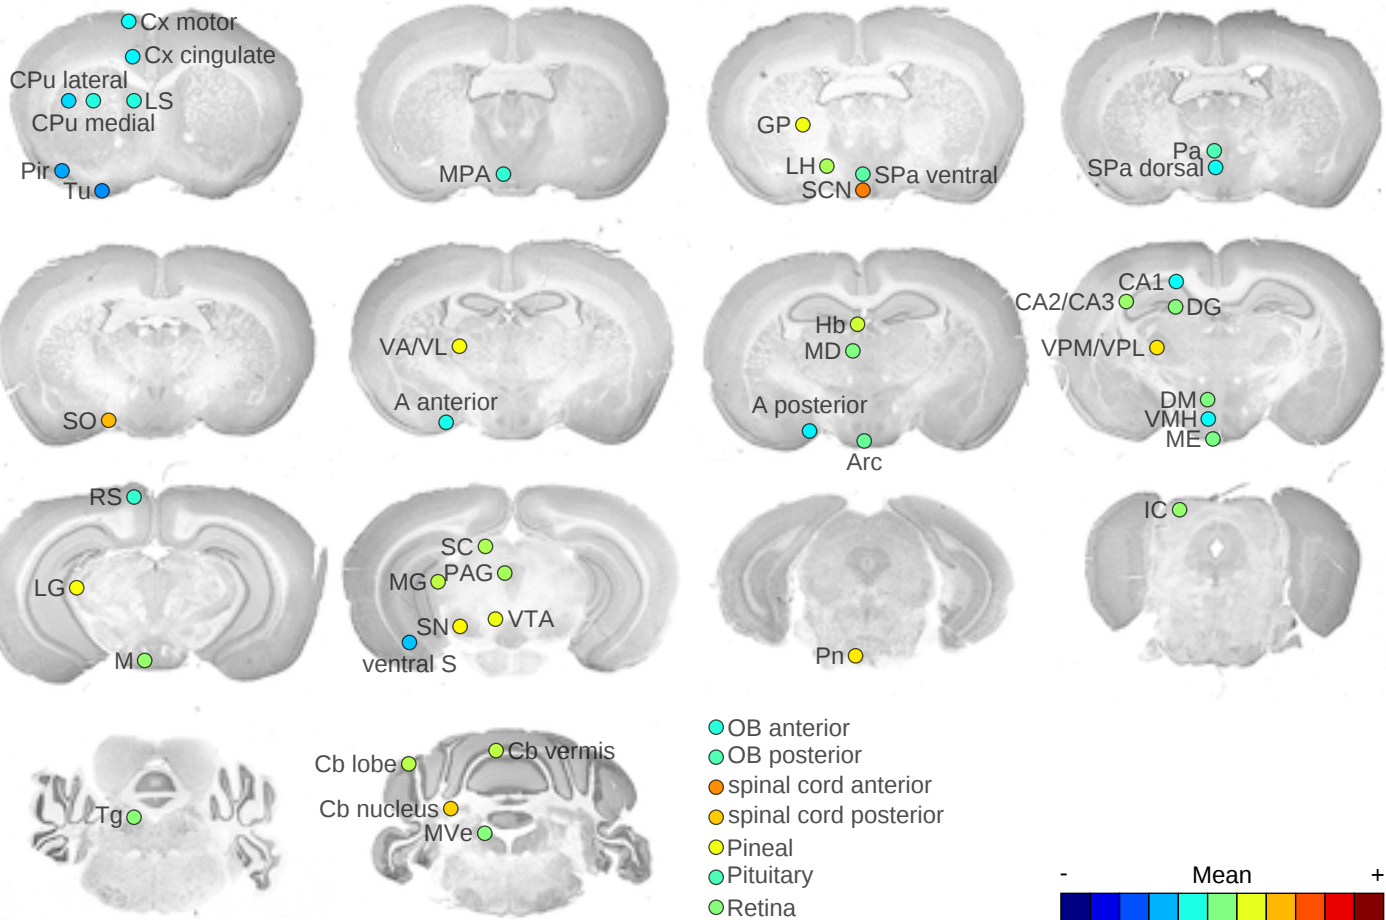 Cx motor
Cx cingulate
CPu lateral
LS
CPu medial
Pir
Tu
MPA
GP
LH
SPa ventral
SCN
Pa
SPa dorsal
SO
VA/VL
A anterior
Hb
MD
A posterior
Arc
CA1
CA2/CA3
DG
VPM/VPL
DM
VMH
ME
RS
LG
M
SC
PAG
MG
VTA
SN
ventral S
Pn
IC
Tg
Cb vermis
Cb lobe
Cb nucleus
MVe
OB anterior
OB posterior
spinal cord anterior
spinal cord posterior
Pineal
Pituitary
Retina
- Mean +